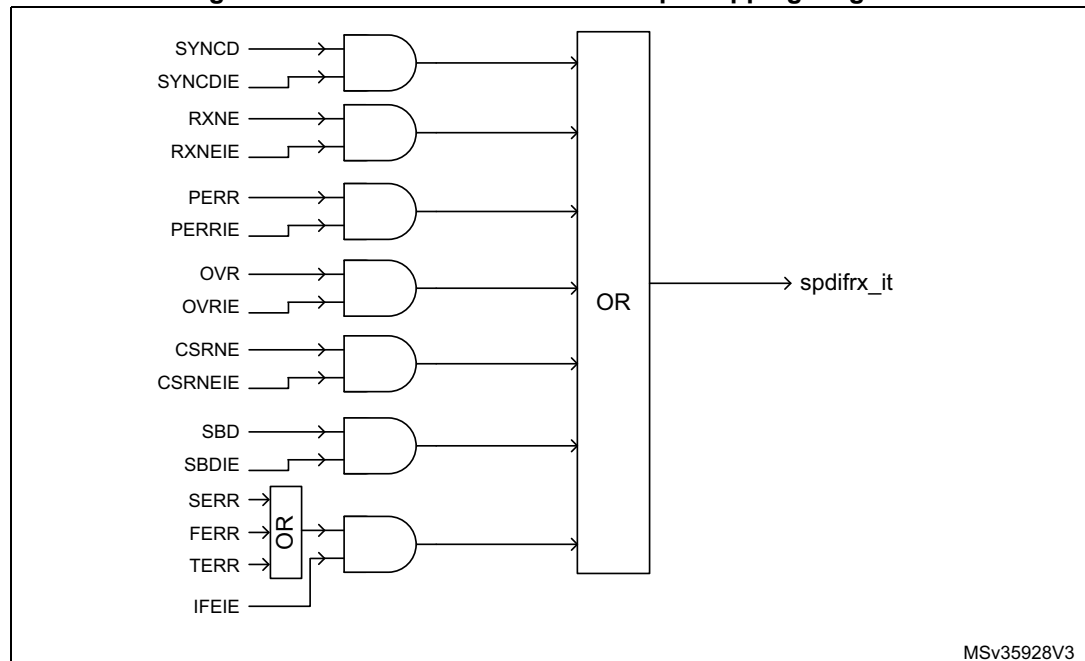 SYNCD
SYNCDIE
RXNE
RXNEIE
PERR
PERRIE
OVR
OVRIE
CSRNE
CSRNEIE
SBD
SBDIE
SERR
FERR
TERR
OR
IFEIE
OR
spdifrx_it
MSv35928V3